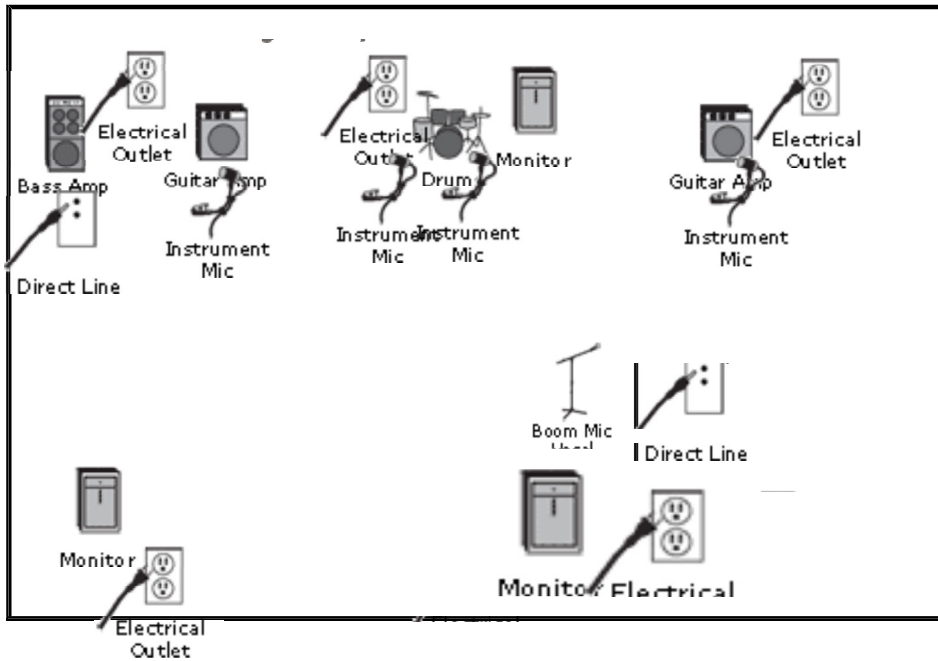 Electrical
Outlet
Electrical
Outlet
Monitor
Electrical
Outlet
Bass Amp
Guitar Amp
Drum
Guitar Amp
Instrument
Mic
Instrument
Mic
Instrument
Mic
Instrument
Mic
Direct Line
Boom Mic
Direct Line
Monitor
Monitor
Electrical
Electrical
Outlet